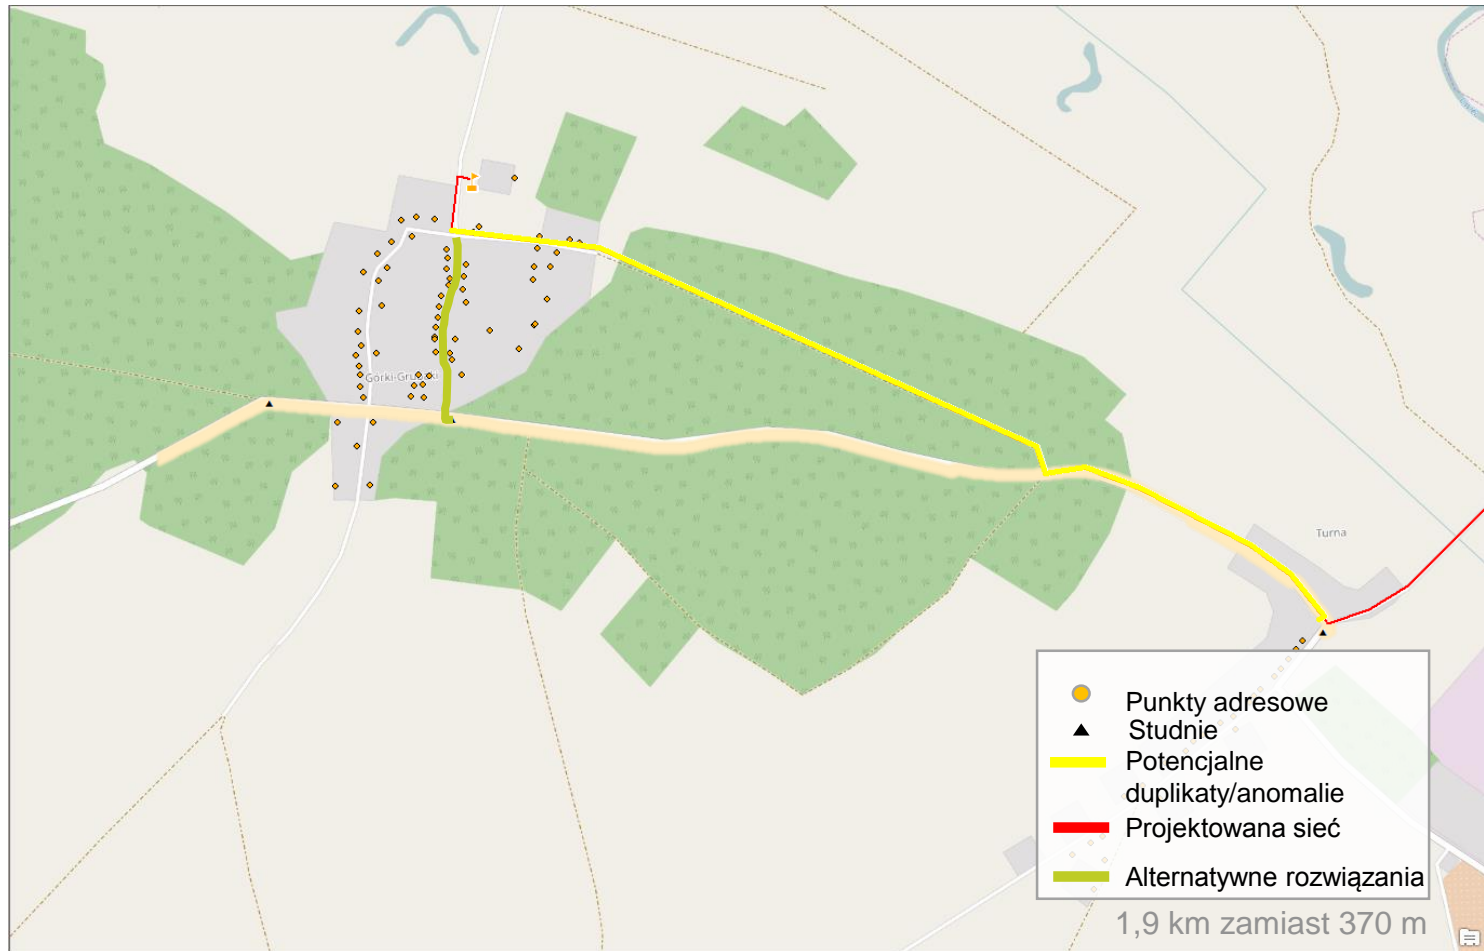 Turna
Punkty adresowe
Studnie
Potencjalne
duplikaty/anomalie
Projektowana sieć
Alternatywne rozwiązania
1,9 km zamiast 370 m